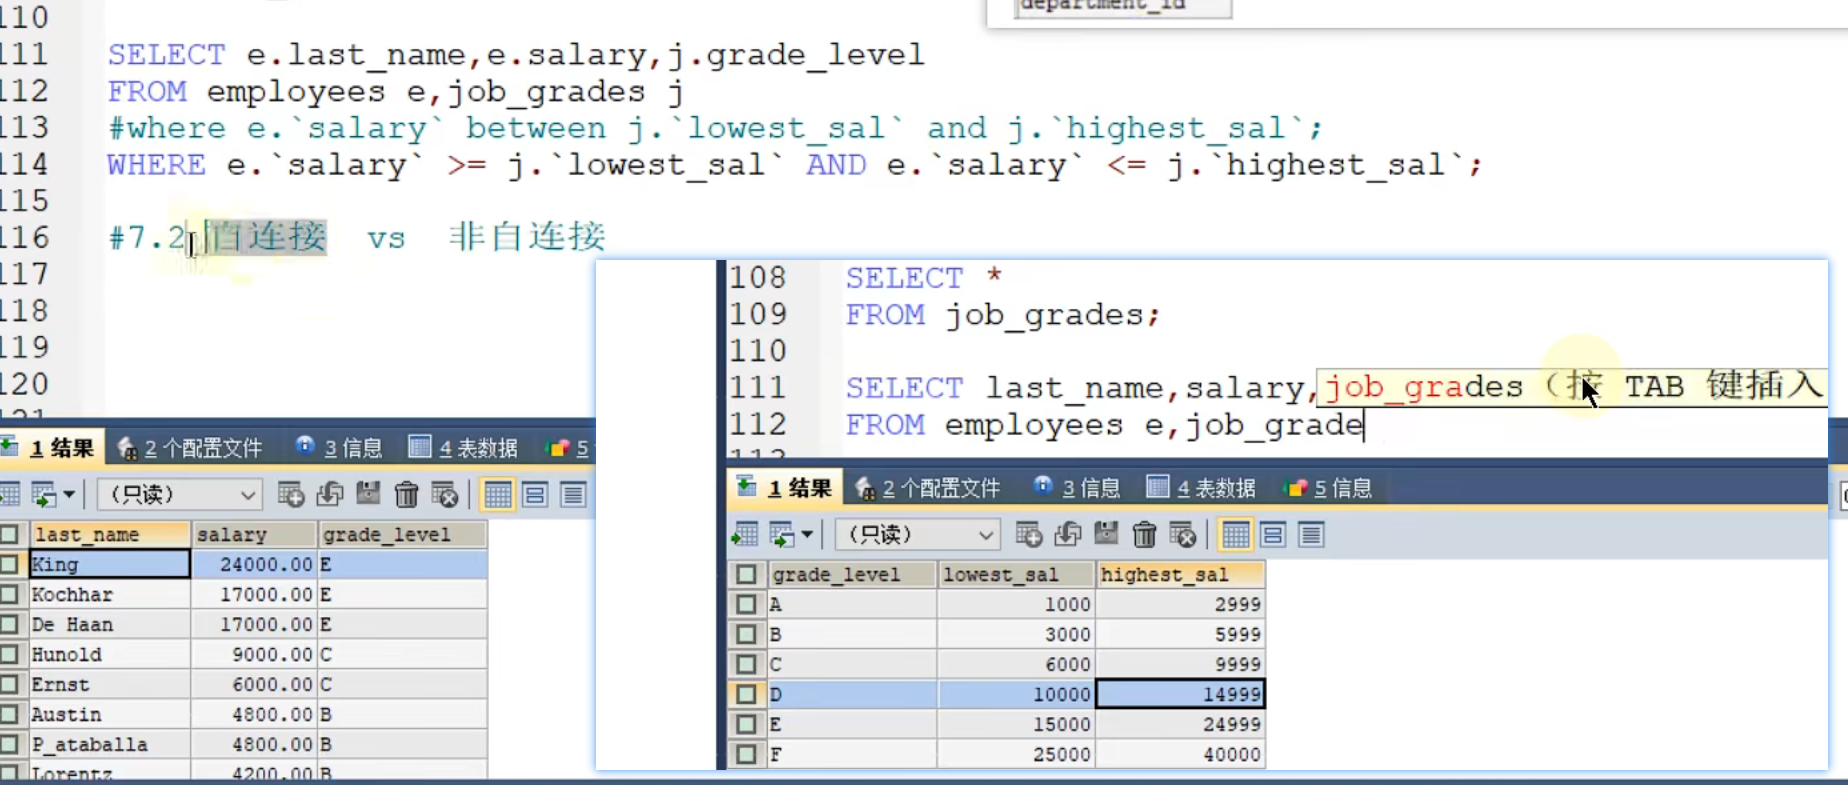 department_id
110
111 SELECT e.last_name,e.salary,j.grade_level
112 FROM employees e,job_grades j
113 #where e.`salary` between j.`lowest_sal` and j.`highest_sal`;
114 WHERE e.`salary` >= j.`lowest_sal` AND e.`salary` <= j.`highest_sal`;
115
116 #7.2 自连接 vs 非自连接
117
118
119
120
1 结果 2 个配置文件 3 信息 4 表数据 5
(只读)
last_name salary grade_level
King 24000.00 E
Kochhar 17000.00 E
De Haan 17000.00 E
Hunold 9000.00 C
Ernst 6000.00 C
Austin 4800.00 B
P_ataballa 4800.00 B
Lorentz 4200.00 B
108 SELECT *
109 FROM job_grades;
110
111 SELECT last_name,salary,job_grades (按 TAB 键插入
112 FROM employees e,job_grade
1 结果 2 个配置文件 3 信息 4 表数据 5 信息
(只读)
grade_level lowest_sal highest_sal
A 1000 2999
B 3000 5999
C 6000 9999
D 10000 14999
E 15000 24999
F 25000 40000